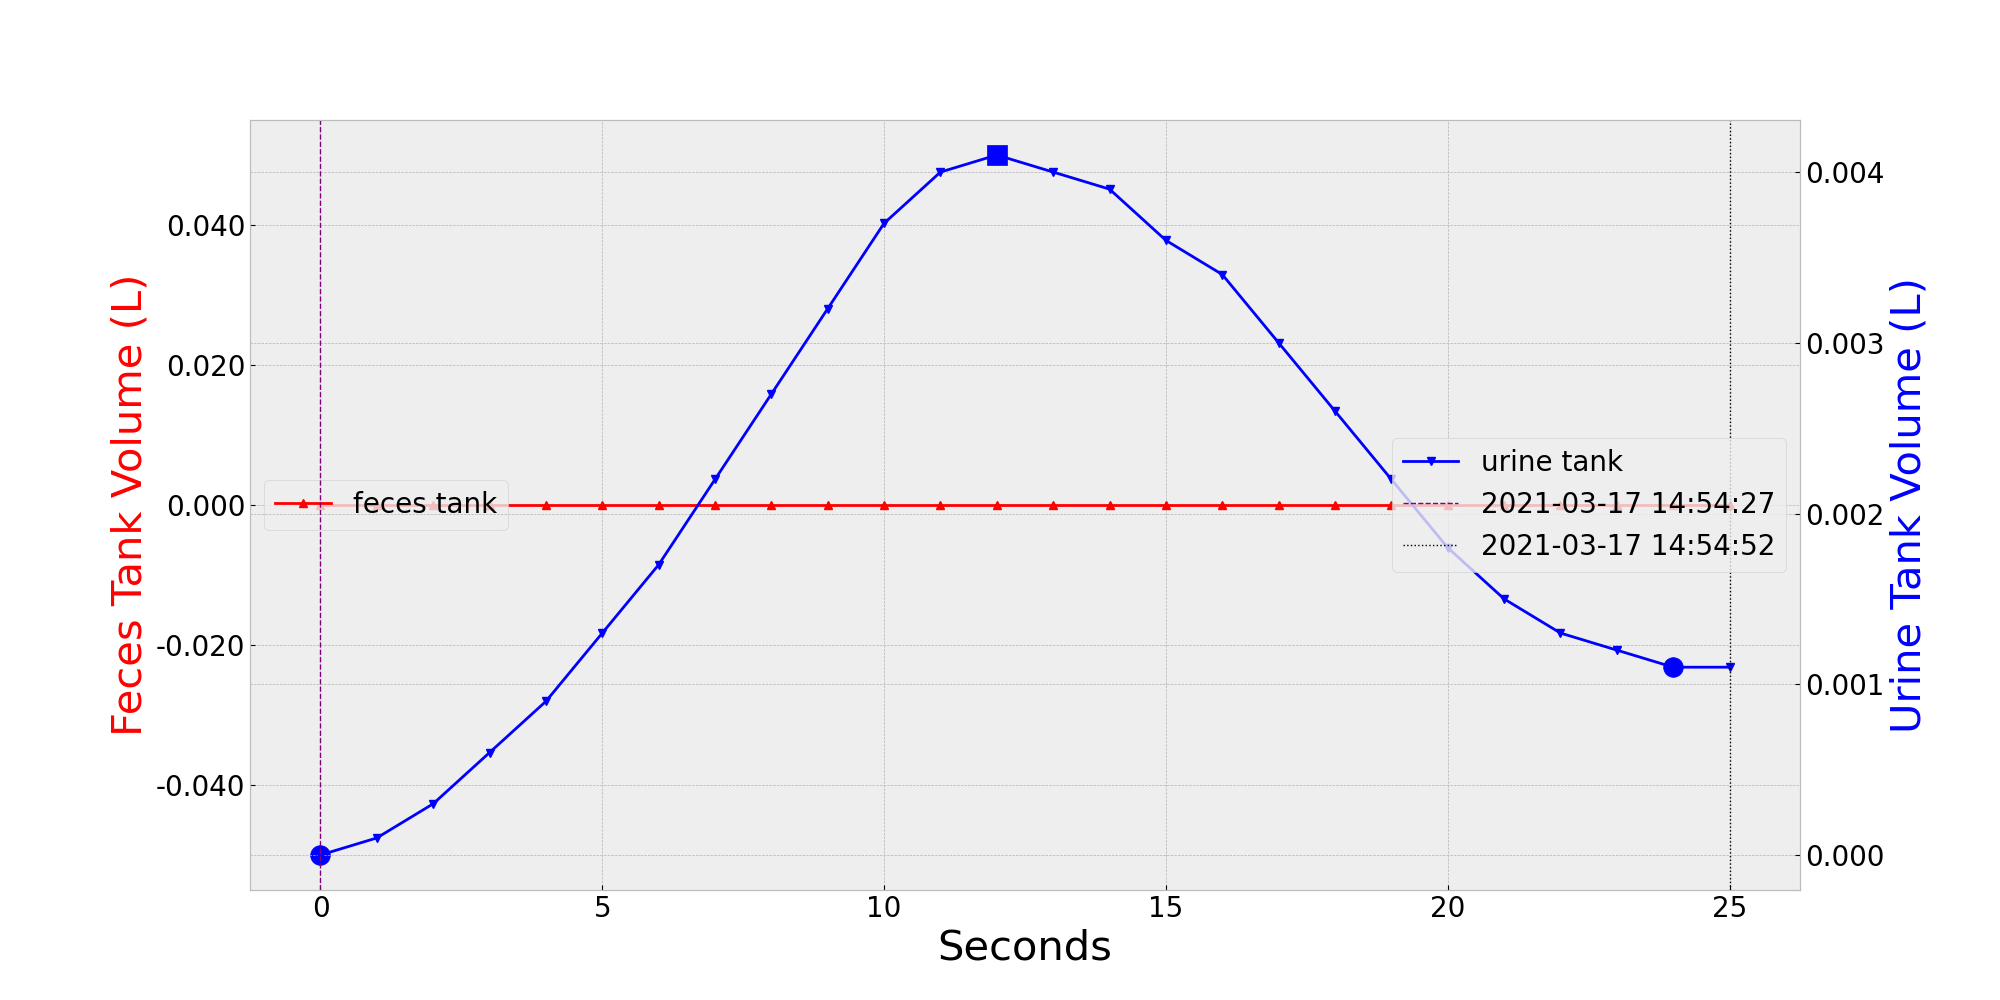 Feces Tank Volume (L)
0.040
0.020
0.000
-0.020
-0.040
feces tank
urine tank
2021-03-17 14:54:27
2021-03-17 14:54:52
0.004
0.003
0.002
0.001
0.000
Urine Tank Volume (L)
0 5 10 15 20 25
Seconds